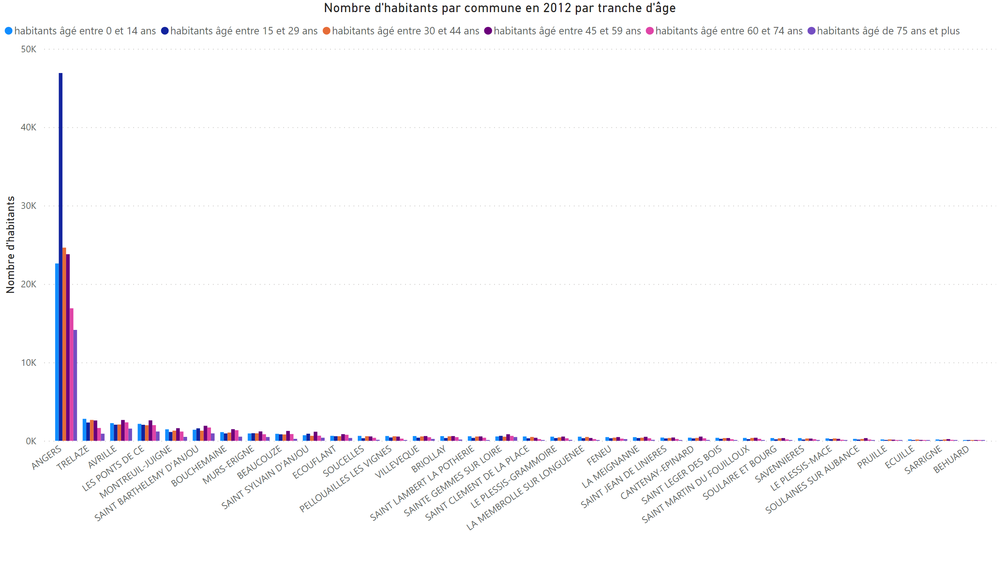 Nombre d'habitants par commune en 2012 par tranche d'âge
habitants âgé entre 0 et 14 ans habitants âgé entre 15 et 29 ans habitants âgé entre 30 et 44 ans habitants âgé entre 45 et 59 ans habitants âgé entre 60 et 74 ans habitants âgé de 75 ans et plus
50K
40K
30K
20K
10K
0K
Nombre d'habitants
ANGERS
TRELAZE
AVRILLE
LES PONTS DE CE
MONTREUIL-JUIGNE
SAINT BARTHELEMY D'ANJOU
BOUCHEMAINE
MURS-ERIGNE
BEAUCOUZE
SAINT SYLVAIN D'ANJOU
ECOUFLANT
SOUCELLES
PELLOUAILLES LES VIGNES
VILLEVEQUE
BRIOLLAY
SAINT LAMBERT LA POTHERIE
SAINTE GEMMES SUR LOIRE
SAINT CLEMENT DE LA PLACE
LE PLESSIS-GRAMMOIRE
LA MEMBROLLE SUR LONGUENEE
FENEU
LA MEIGNANNE
SAINT JEAN DE LINIERES
CANTENAY-EPINARD
SAINT LEGER DES BOIS
SAINT MARTIN DU FOUILLOUX
SOULAIRE ET BOURG
SAVENNIERES
LE PLESSIS-MACE
SOULAINES SUR AUBANCE
PRUILLE
ECUILLE
SARRIGNE
BEHUARD